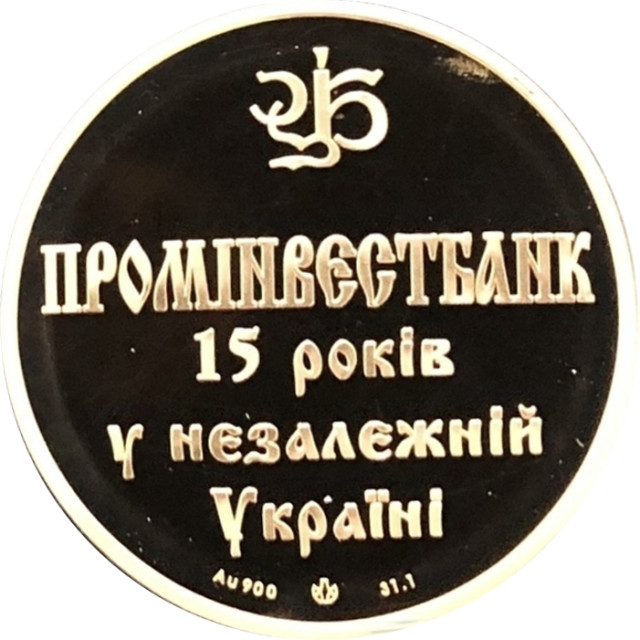 ПРОМІНВЕСТБАНК
15 років
у незалежній
Україні
Au 900 31.1